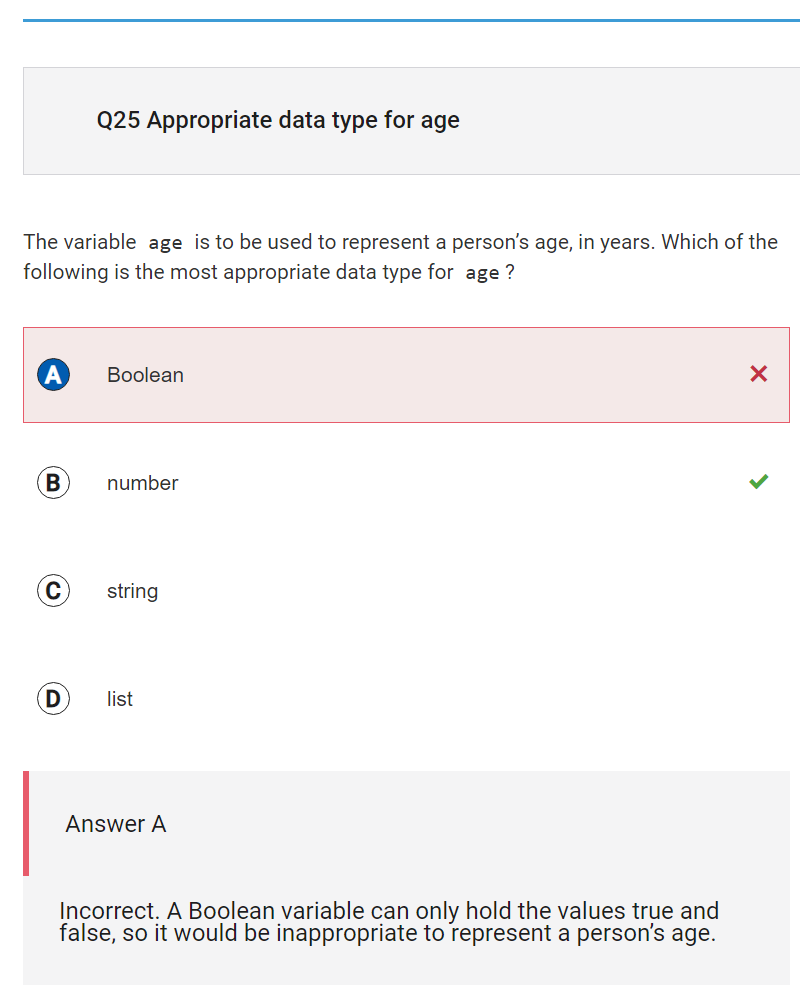 Q25 Appropriate data type for age
The variable age is to be used to represent a person’s age, in years. Which of the
following is the most appropriate data type for age ?
A Boolean
B number
C string
D list
Answer A
Incorrect. A Boolean variable can only hold the values true and
false, so it would be inappropriate to represent a person’s age.